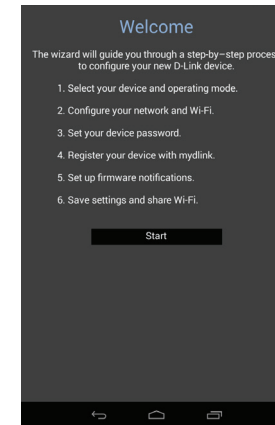 Welcome
The wizard will guide you through a step-by–step proces
to configure your new D-Link device.
1. Select your device and operating mode.
2. Configure your network and Wi-Fi.
3. Set your device password.
4. Register your device with mydlink.
5. Set up firmware notifications.
6. Save settings and share Wi-Fi.
Start